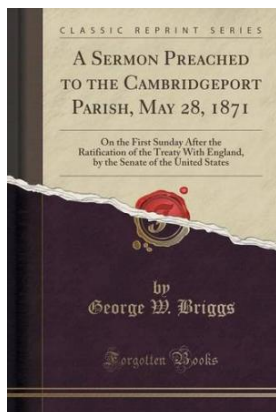 CLASSIC REPRINT SERIES
A SERMON PREACHED
TO THE CAMBRIDGEPORT
PARISH, MAY 28, 1871
On the First Sunday After the
Ratification of the Treaty With England,
by the Senate of the United States
by
George W. Briggs
Forgotten Books